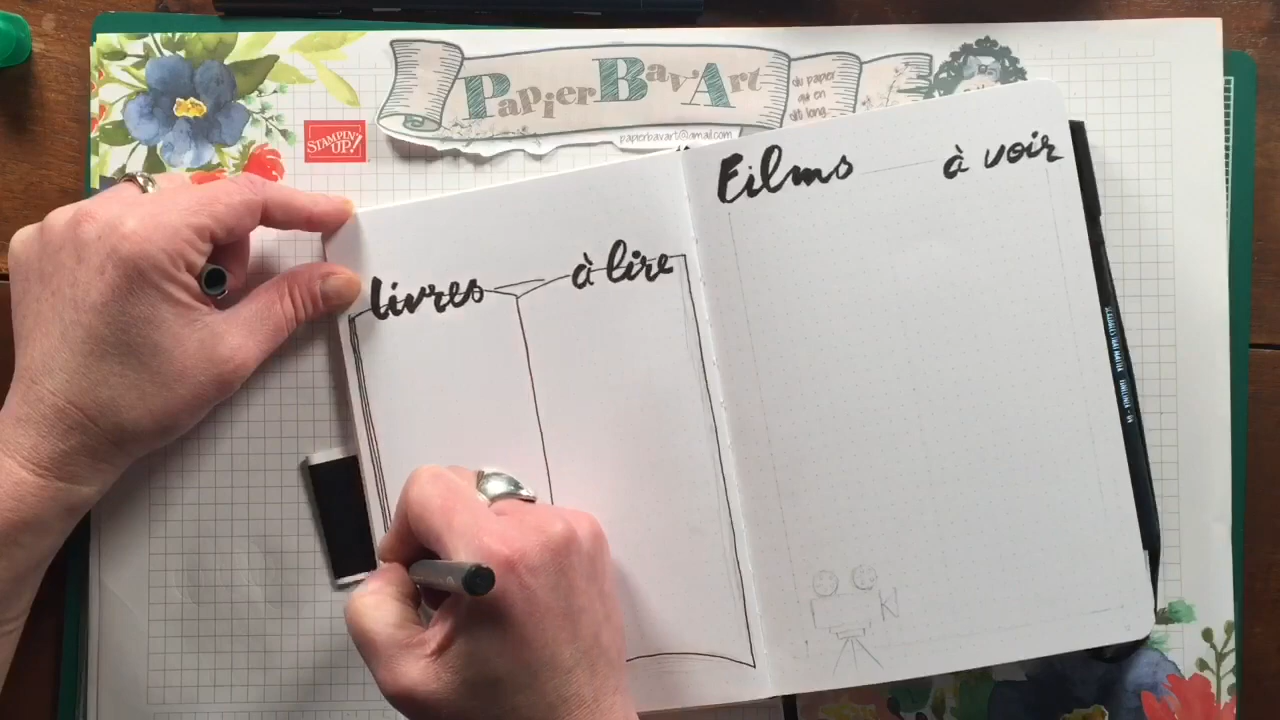 PapierBavArt
du papier
qui en
dit long...
paperbavart@gmail.com
STAMPIN' UP!
Films à voir
livres à lire